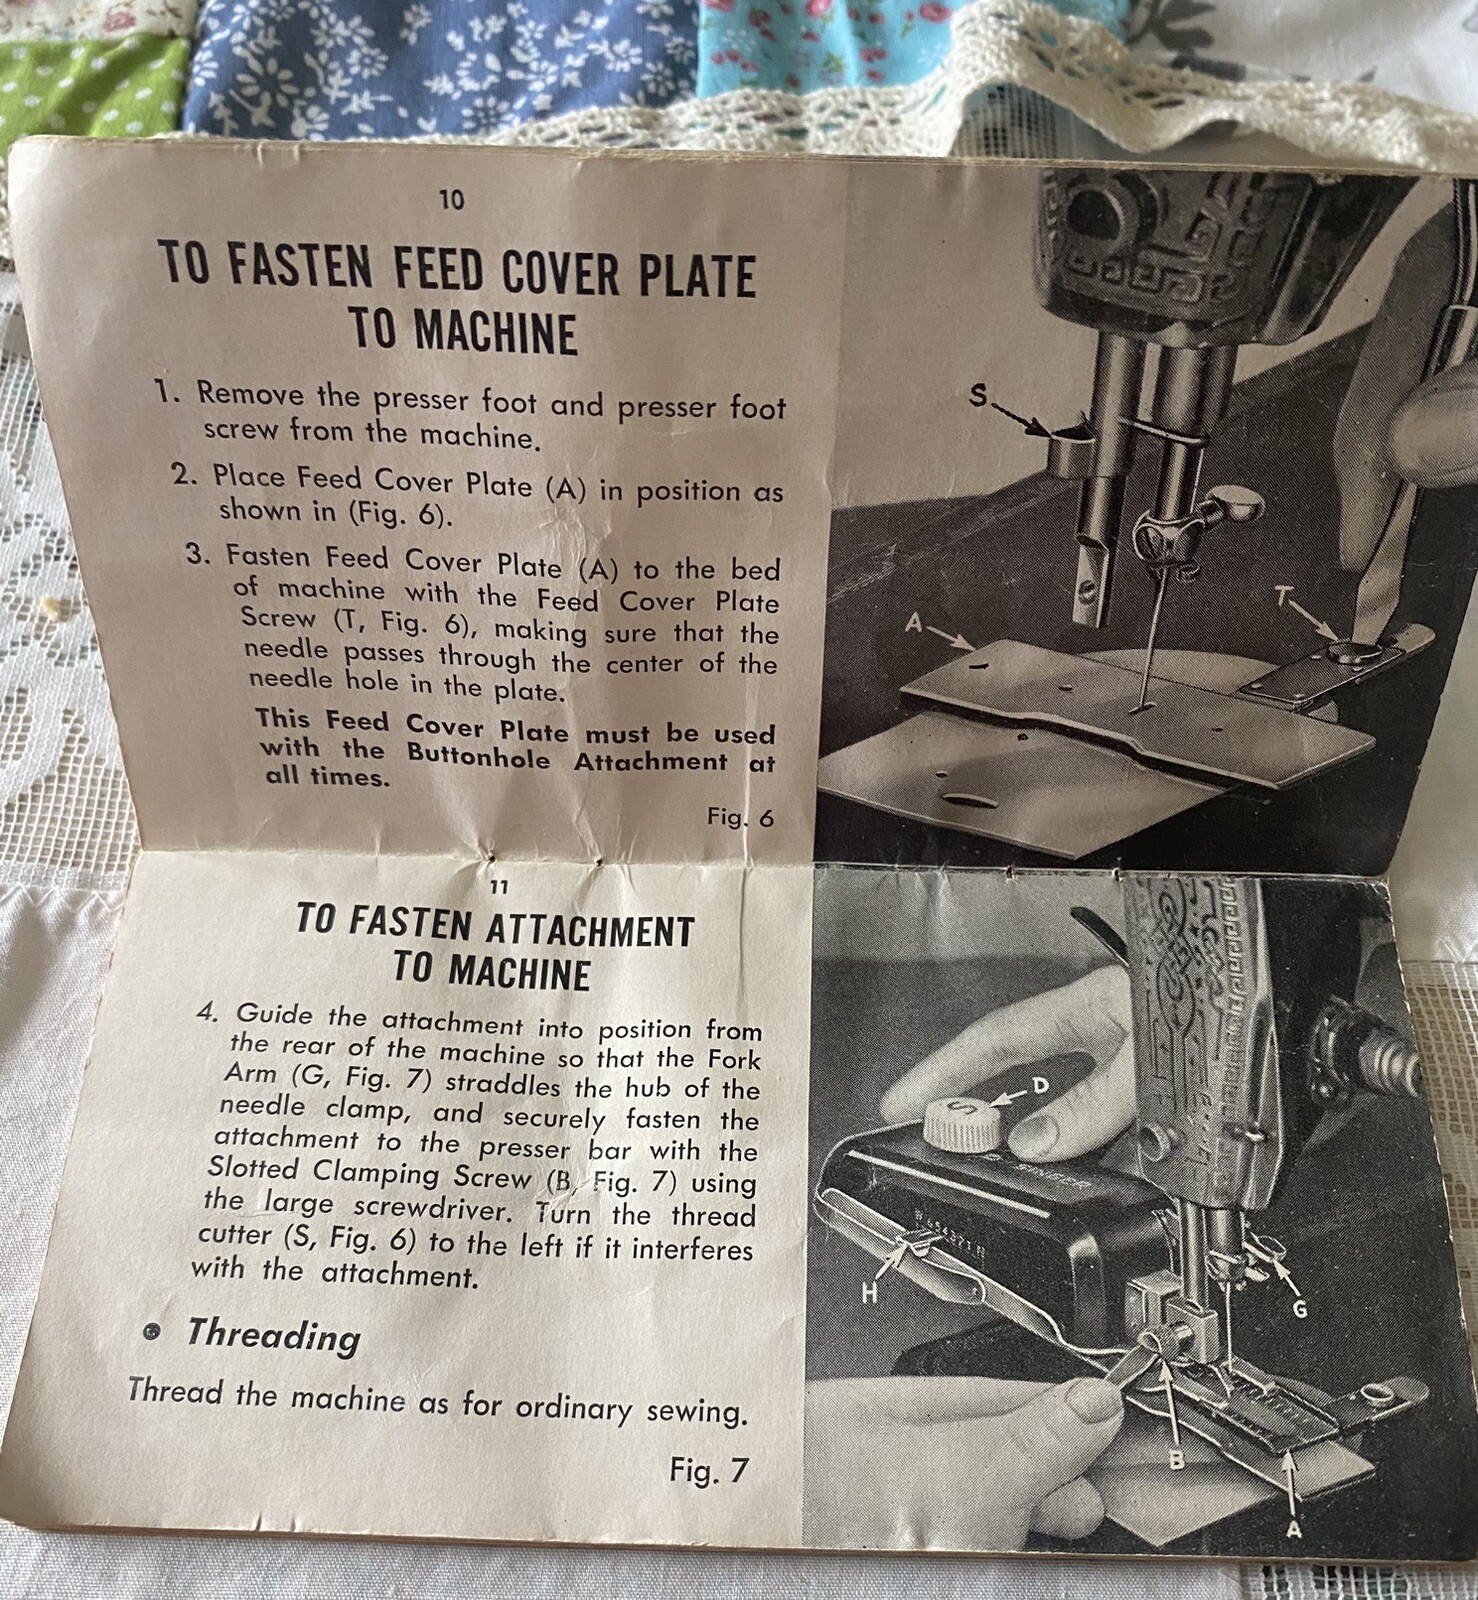 10
TO FASTEN FEED COVER PLATE
TO MACHINE
1. Remove the presser foot and presser foot
screw from the machine.
2. Place Feed Cover Plate (A) in position as
shown in (Fig. 6).
3. Fasten Feed Cover Plate (A) to the bed
of machine with the Feed Cover Plate
Screw (T, Fig. 6), making sure that the
needle passes through the center of the
needle hole in the plate.
This Feed Cover Plate must be used
with the Buttonhole Attachment at
all times.
Fig. 6
S
A
T
11
TO FASTEN ATTACHMENT
TO MACHINE
4. Guide the attachment into position from
the rear of the machine so that the Fork
Arm (G, Fig. 7) straddles the hub of the
needle clamp, and securely fasten the
attachment to the presser bar with the
Slotted Clamping Screw (B, Fig. 7) using
the large screwdriver. Turn the thread
cutter (S, Fig. 6) to the left if it interferes
with the attachment.
• Threading
Thread the machine as for ordinary sewing.
Fig. 7
D
S
SINGER
H
G
B
A